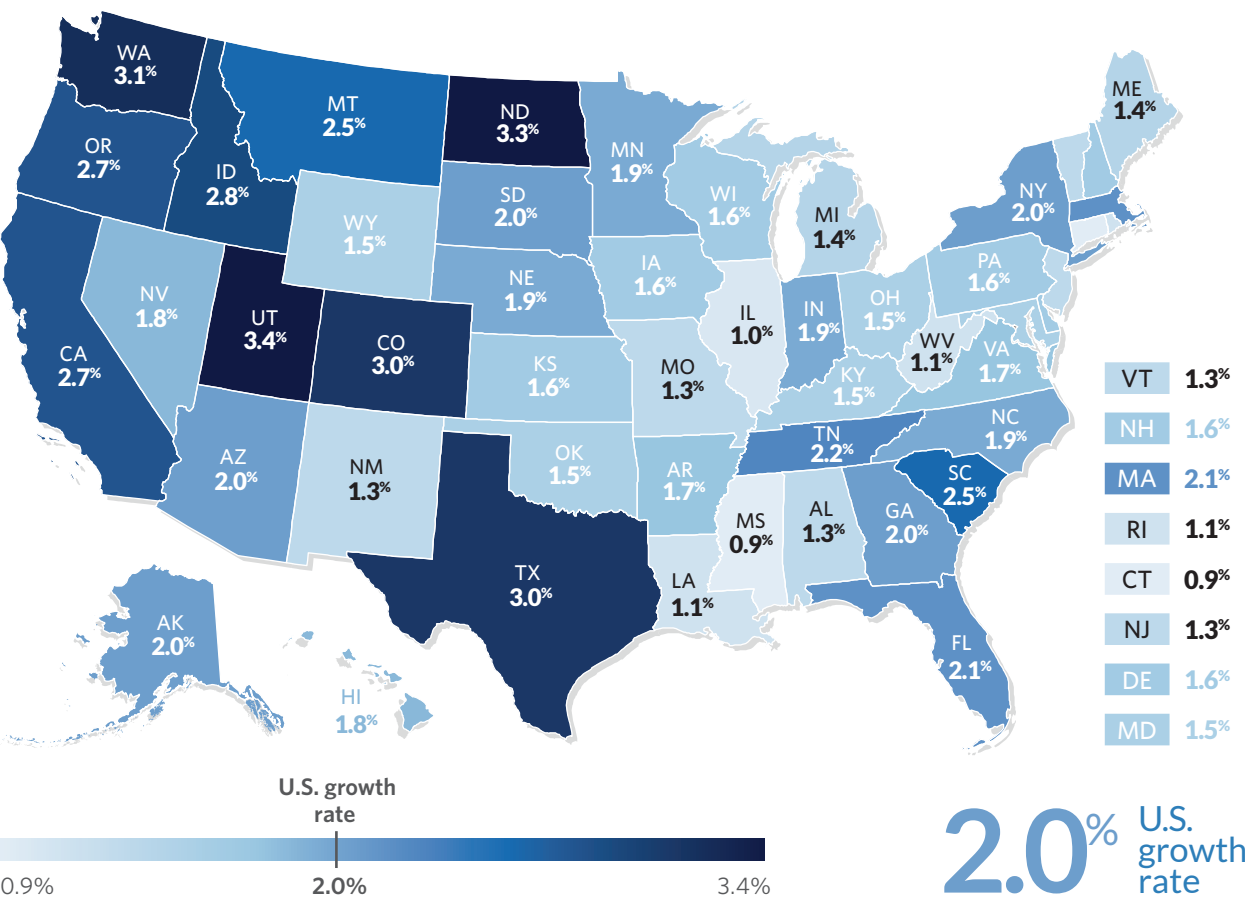 WA
3.1%
MT
2.5%
ND
3.3%
ME
1.4%
OR
2.7%
ID
2.8%
MN
1.9%
SD
2.0%
WI
1.6%
NY
2.0%
WY
1.5%
MI
1.4%
IA
1.6%
PA
1.6%
NE
1.9%
NV
1.8%
UT
3.4%
CO
3.0%
IL
1.0%
IN
1.9%
OH
1.5%
WV
1.1%
VA
1.7%
CA
2.7%
KS
1.6%
MO
1.3%
KY
1.5%
NC
1.9%
TN
2.2%
AZ
2.0%
NM
1.3%
OK
1.5%
AR
1.7%
SC
2.5%
MS
0.9%
AL
1.3%
GA
2.0%
TX
3.0%
LA
1.1%
FL
2.1%
AK
2.0%
HI
1.8%
VT 1.3%
NH 1.6%
MA 2.1%
RI 1.1%
CT 0.9%
NJ 1.3%
DE 1.6%
MD 1.5%
U.S. growth
rate
0.9% 2.0% 3.4%
2.0%
U.S.
growth
rate